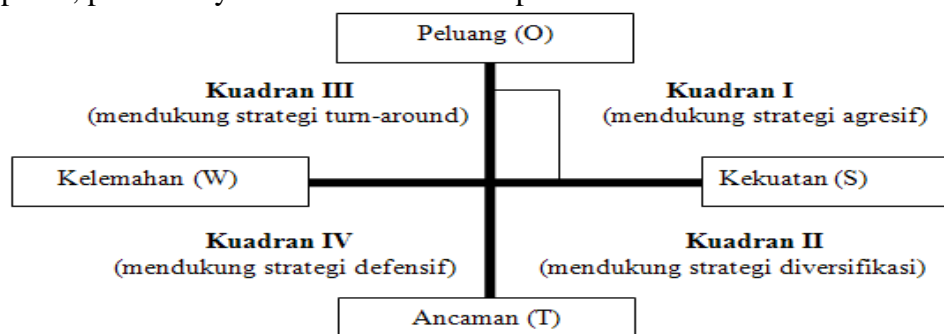 Peluang (O)
Kuadran III
(mendukung strategi turn-around)
Kuadran I
(mendukung strategi agresif)
Kelemahan (W)
Kekuatan (S)
Kuadran IV
(mendukung strategi defensif)
Kuadran II
(mendukung strategi diversifikasi)
Ancaman (T)